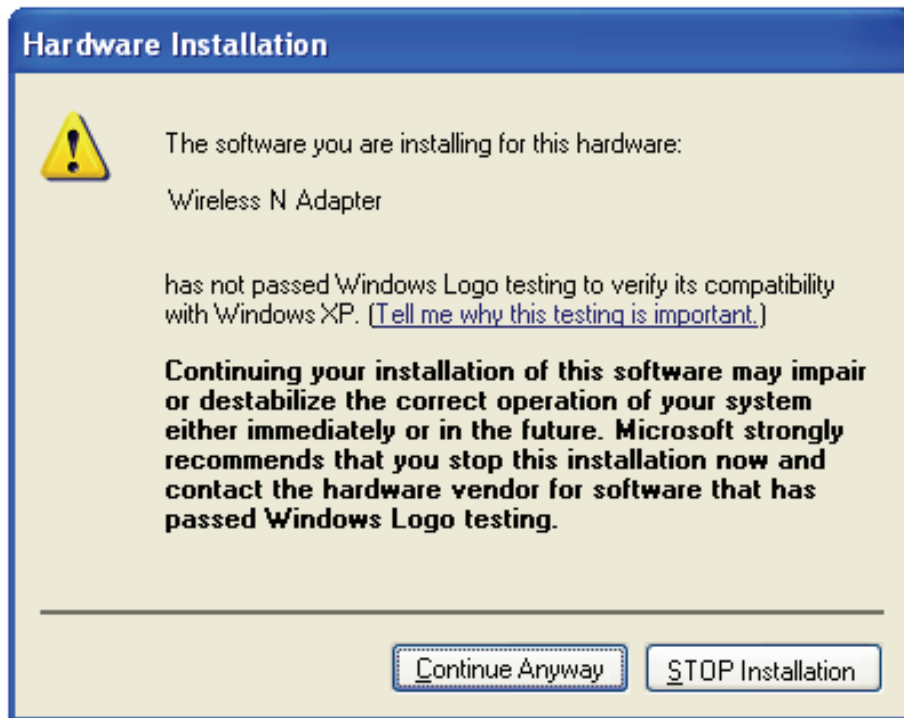 Hardware Installation
The software you are installing for this hardware:
Wireless N Adapter
has not passed Windows Logo testing to verify its compatibility
with Windows XP. (Tell me why this testing is important.)
Continuing your installation of this software may impair
or destabilize the correct operation of your system
either immediately or in the future. Microsoft strongly
recommends that you stop this installation now and
contact the hardware vendor for software that has
passed Windows Logo testing.
Continue Anyway
STOP Installation